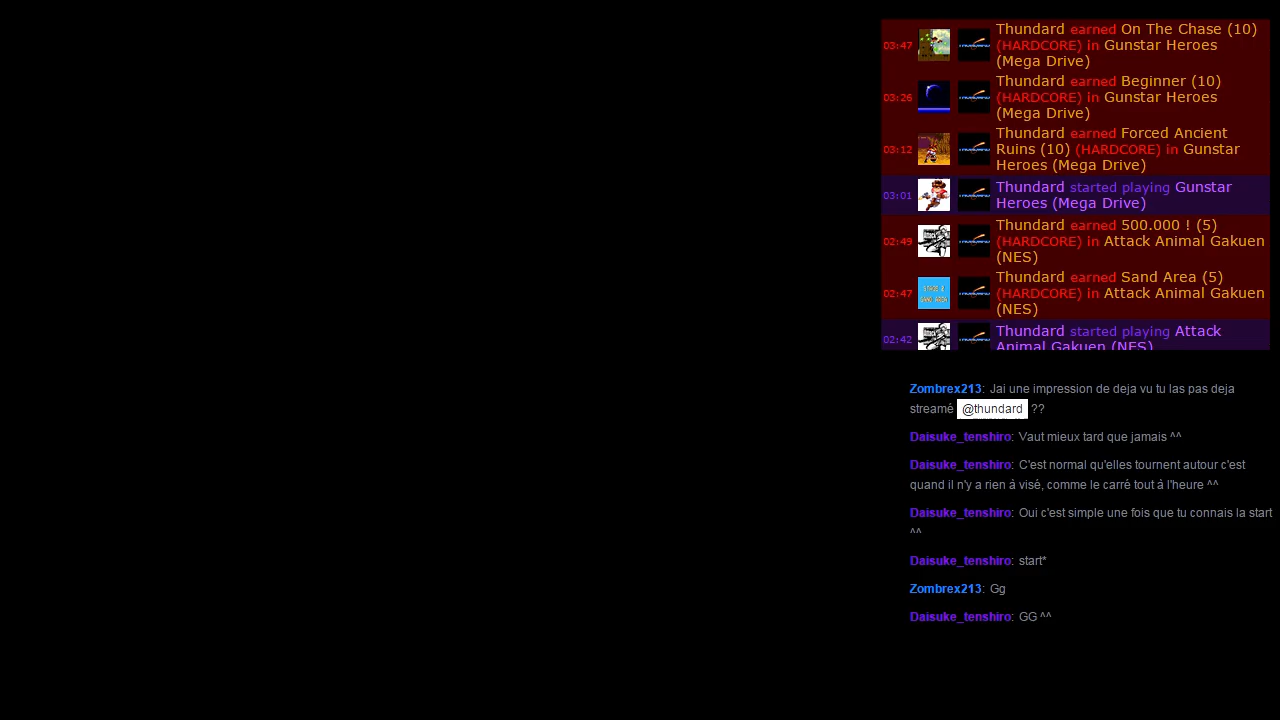 Thundard earned On The Chase (10)
03:47 (HARDCORE) in Gunstar Heroes
(Mega Drive)
Thundard earned Beginner (10)
03:26 (HARDCORE) in Gunstar Heroes
(Mega Drive)
Thundard earned Forced Ancient
03:12 Ruins (10) (HARDCORE) in Gunstar
Heroes (Mega Drive)
03:01 Thundard started playing Gunstar
Heroes (Mega Drive)
Thundard earned 500.000 ! (5)
02:49 (HARDCORE) in Attack Animal Gakuen
(NES)
Thundard earned Sand Area (5)
02:47 (HARDCORE) in Attack Animal Gakuen
(NES)
02:42 Thundard started playing Attack
Animal Gakuen (NES)
Zombrex213: Jai une impression de deja vu tu las pas deja
streamé @thundard ??
Daisuke_tenshiro: Vaut mieux tard que jamais ^^
Daisuke_tenshiro: C'est normal qu'elles tournent autour c'est
quand il n'y a rien à visé, comme le carré tout à l'heure ^^
Daisuke_tenshiro: Oui c'est simple une fois que tu connais la start
^^
Daisuke_tenshiro: start*
Zombrex213: Gg
Daisuke_tenshiro: GG ^^